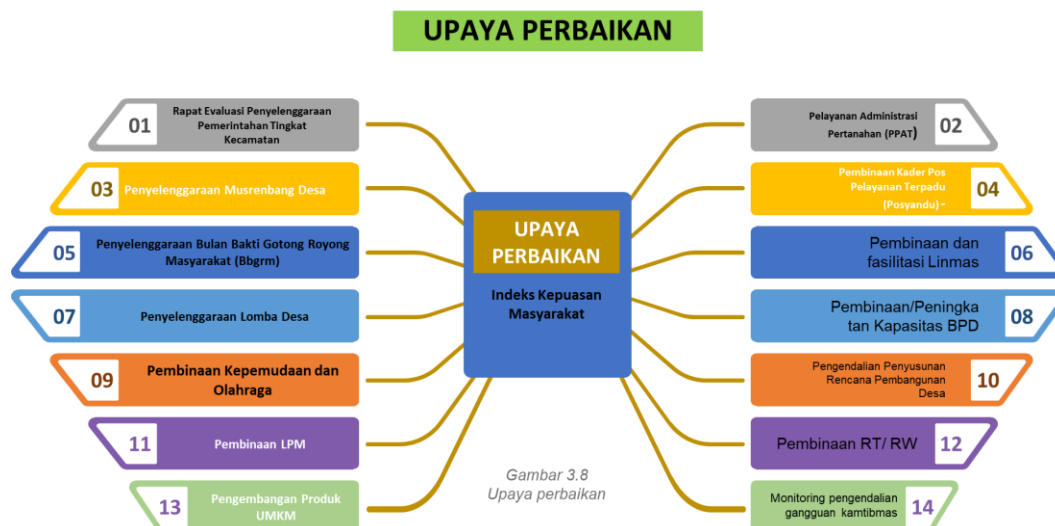 UPAYA PERBAIKAN
01
Rapat Evaluasi Penyelenggaraan
Pemerintahan Tingkat
Kecamatan
Pelayanan Administrasi
Pertanahan (PPAT)
02
03
Penyelenggaraan Musrenbang Desa
Pembinaan Kader Pos
Pelayanan Terpadu
(Posyandu) -
04
UPAYA
PERBAIKAN
Indeks Kepuasan
Masyarakat
05
Penyelenggaraan Bulan Bakti Gotong Royong
Masyarakat (Bbgrm)
Pembinaan dan
fasilitasi Linmas
06
07
Penyelenggaraan Lomba Desa
Pembinaan/Peningka
tan Kapasitas BPD
08
09
Pembinaan Kepemudaan dan
Olahraga
Pengendalian Penyusunan
Rencana Pembangunan
Desa
10
11
Pembinaan LPM
Pembinaan RT/ RW
12
13
Pengembangan Produk
UMKM
Gambar 3.8
Upaya perbaikan
Monitoring pengendalian
gangguan kamtibmas
14